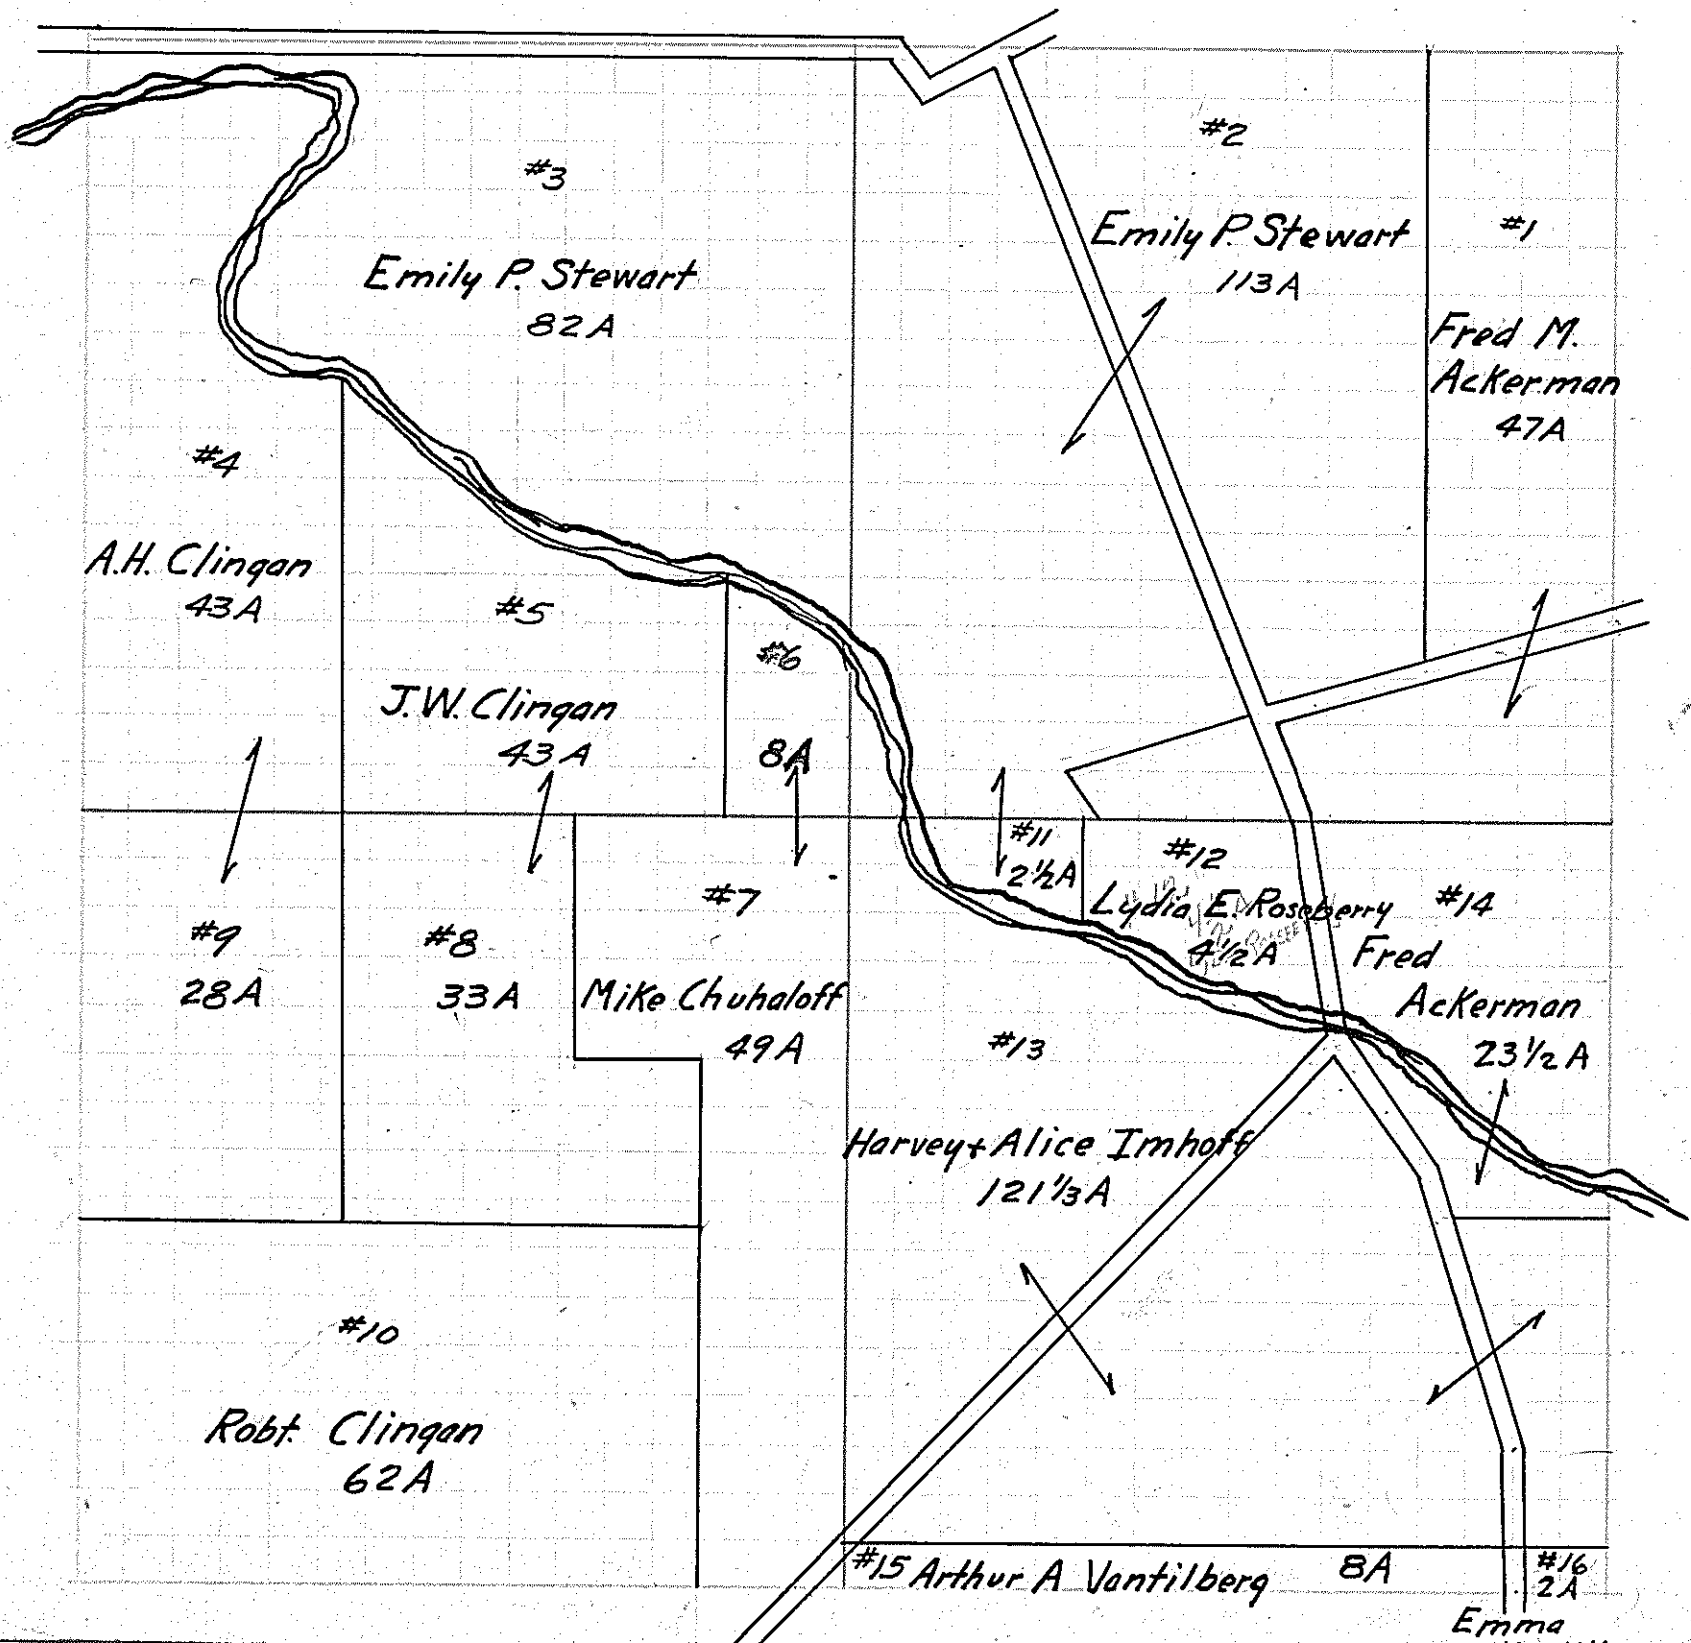 #3
Emily P. Stewart
82A
#2
Emily P. Stewart
113A
#1
Fred M.
Ackerman
47A
#4
A.H. Clingan
43A
#5
J.W. Clingan
43A
#6
8A
#9
28A
#8
33A
#7
Mike Chuhaloff
49A
#11
2½A
#12
Lydia E. Roseberry
4½A
#14
Fred
Ackerman
23½A
#13
Harvey + Alice Imhoff
121⅓A
#10
Robt. Clingan
62A
#15 Arthur A Vantilberg 8A
#16
2A
Emma